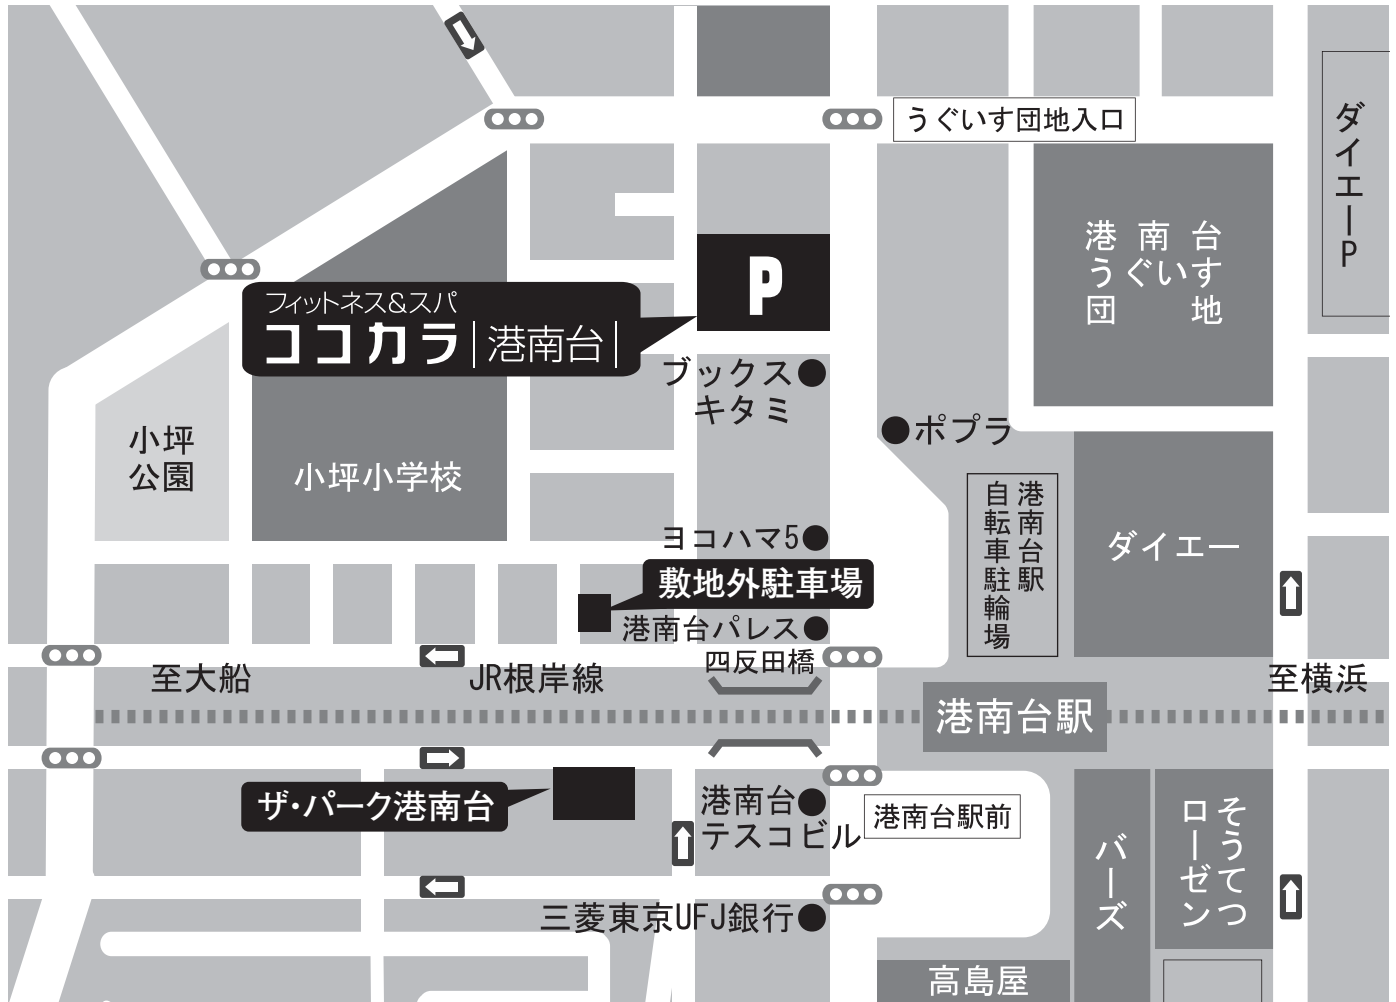 うぐいす団地入口
ダイエーP
港南台
うぐいす
団地
P
フィットネス&スパ
ココカラ|港南台|
ブックス
キタミ
ポプラ
小坪
公園
小坪小学校
港南台駅
自転車駐輪場
ダイエー
ヨコハマ5
敷地外駐車場
港南台パレス
四反田橋
至大船
JR根岸線
至横浜
港南台駅
ザ・パーク港南台
港南台
テスコビル
港南台駅前
バーズ
そうてつ
ローゼン
三菱東京UFJ銀行
高島屋